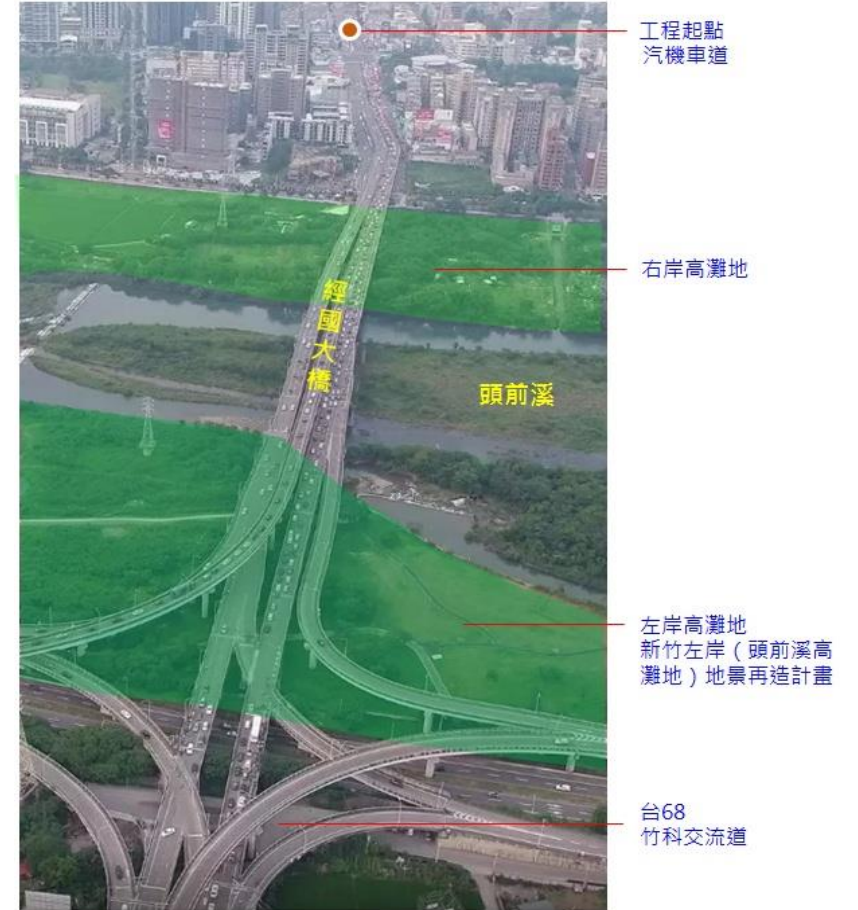 工程起點
汽機車道
右岸高灘地
經國大橋
頭前溪
左岸高灘地
新竹左岸（頭前溪高
灘地）地景再造計畫
台68
竹科交流道